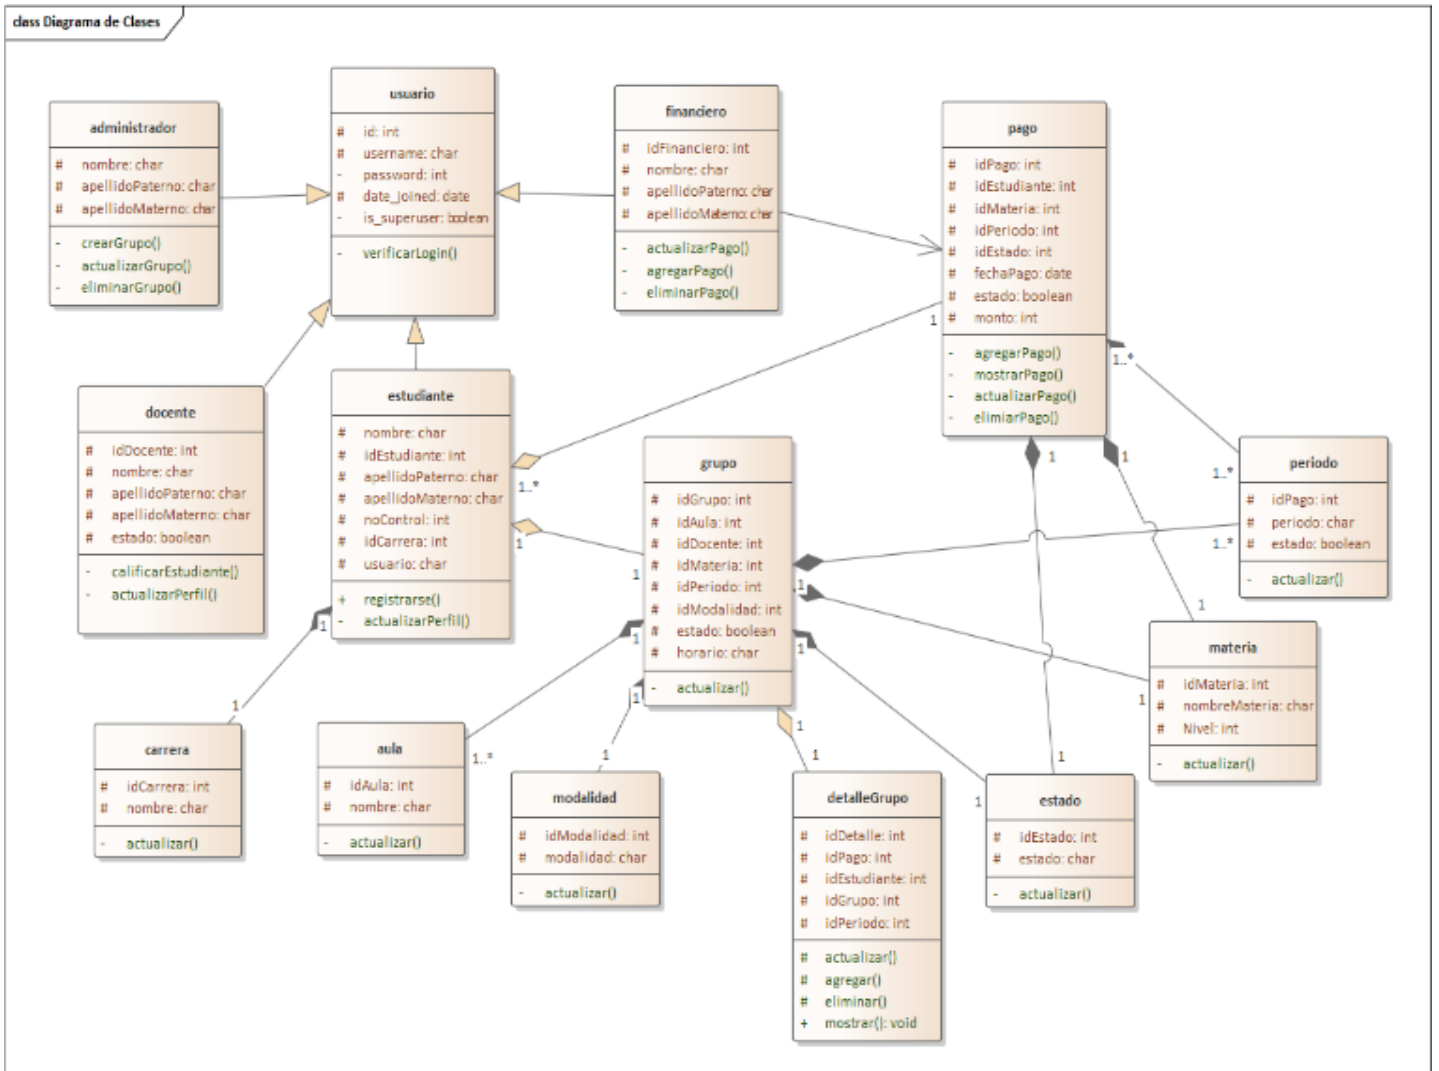 class Diagrama de Clases
usuario
# id: int
# username: char
- password: int
# date_joined: date
- is_superuser: boolean
- verificarLogin()
administrador
# nombre: char
# apellidoPaterno: char
# apellidoMaterno: char
- crearGrupo()
- actualizarGrupo()
- eliminarGrupo()
financiero
# idFinanciero: int
# nombre: char
# apellidoPaterno: char
# apellidoMaterno: char
- actualizarPago()
- agregarPago()
- eliminarPago()
pago
# idPago: int
# idEstudiante: int
# idMateria: int
# idPeriodo: int
# idEstado: int
# fechaPago: date
# estado: boolean
# monto: int
- agregarPago()
- mostrarPago()
- actualizarPago()
- elimiarPago()
1
1..*
1
1
docente
# idDocente: int
# nombre: char
# apellidoPaterno: char
# apellidoMaterno: char
# estado: boolean
- calificarEstudiante()
- actualizarPerfil()
estudiante
# nombre: char
# idEstudiante: int
# apellidoPaterno: char
# apellidoMaterno: char
# noControl: int
# idCarrera: int
# usuario: char
+ registrarse()
- actualizarPerfil()
1..*
1
1
grupo
# idGrupo: int
# idAula: int
# idDocente: int
# idMateria: int
# idPeriodo: int
# idModalidad: int
# estado: boolean
# horario: char
- actualizar()
1
1
1
1
1
1
periodo
# idPago: int
# periodo: char
# estado: boolean
- actualizar()
1..*
1..*
materia
# idMateria: int
# nombreMateria: char
# Nivel: int
- actualizar()
1
1
carrera
# idCarrera: int
# nombre: char
- actualizar()
1
aula
# idAula: int
# nombre: char
- actualizar()
1..*
modalidad
# idModalidad: int
# modalidad: char
- actualizar()
1
detalleGrupo
# idDetalle: int
# idPago: int
# idEstudiante: int
# idGrupo: int
# idPeriodo: int
# actualizar()
# agregar()
# eliminar()
+ mostrar(): void
1
estado
# idEstado: int
# estado: char
- actualizar()
1
1